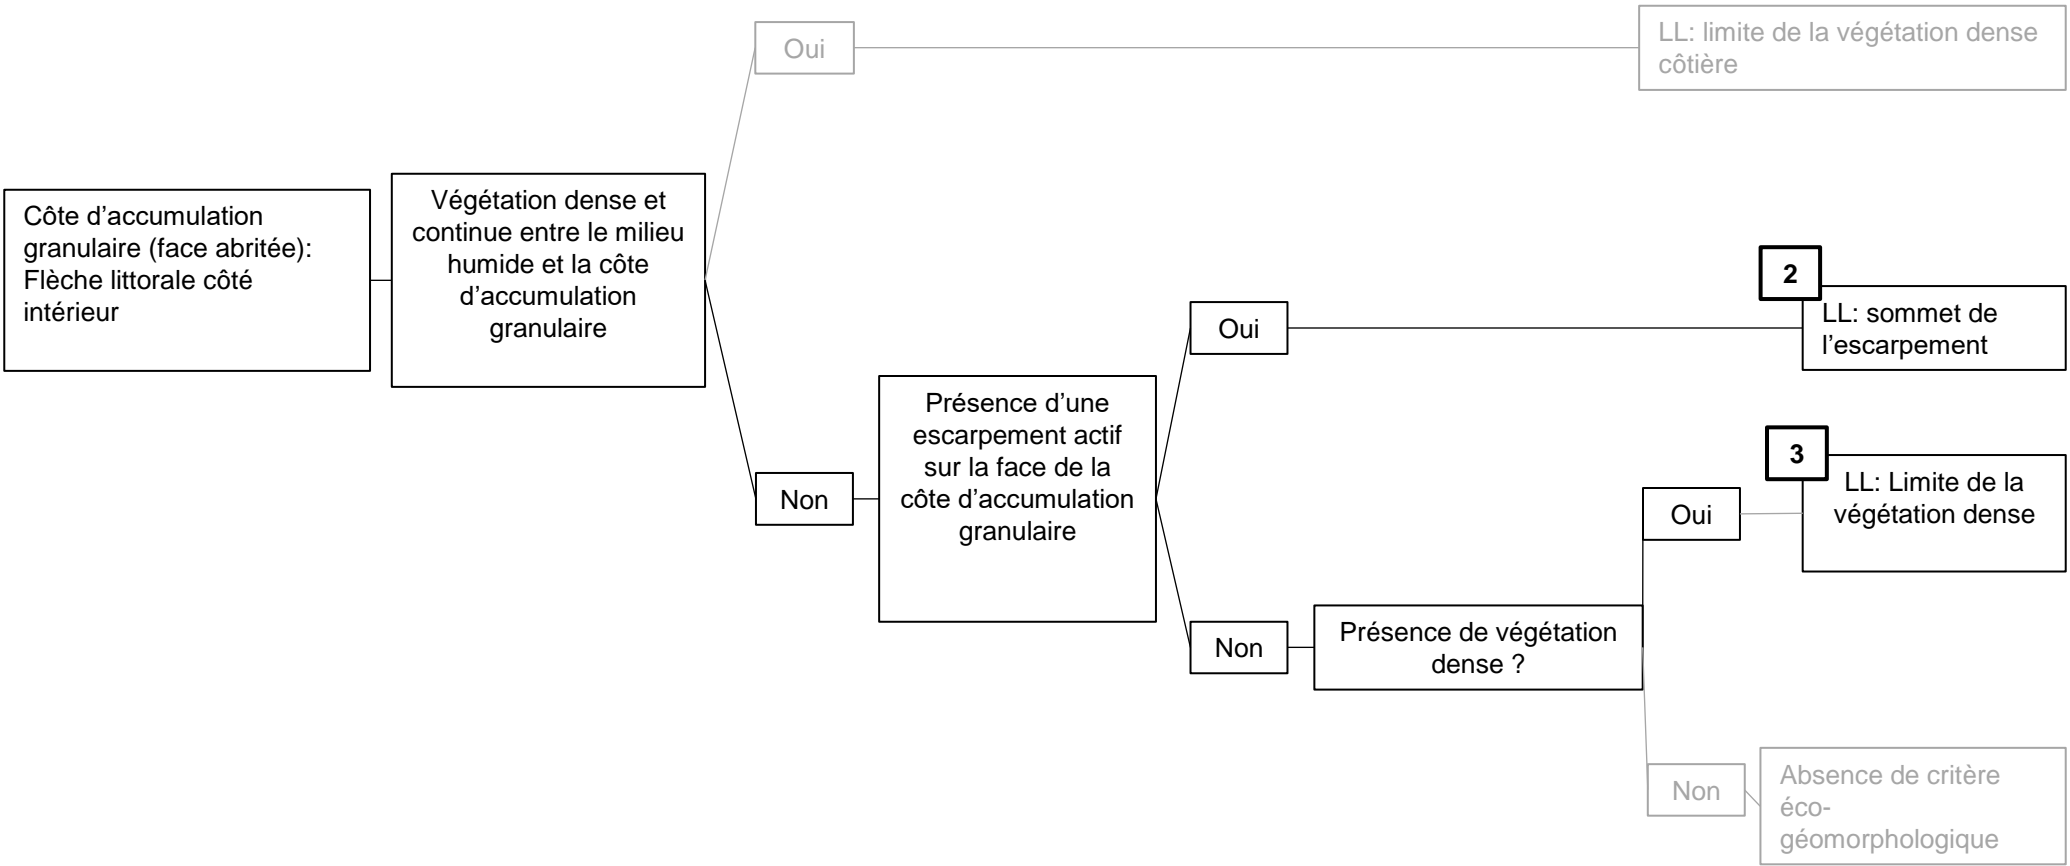 Oui
LL: limite de la végétation dense
côtière
Côte d’accumulation
granulaire (face abritée):
Flèche littorale côté
intérieur
Végétation dense et
continue entre le milieu
humide et la côte
d’accumulation
granulaire
Non
Présence d’une
escarpement actif
sur la face de la
côte d’accumulation
granulaire
Oui
2
LL: sommet de
l’escarpement
Non
Présence de végétation
dense ?
Oui
3
LL: Limite de la
végétation dense
Non
Absence de critère
éco-
géomorphologique